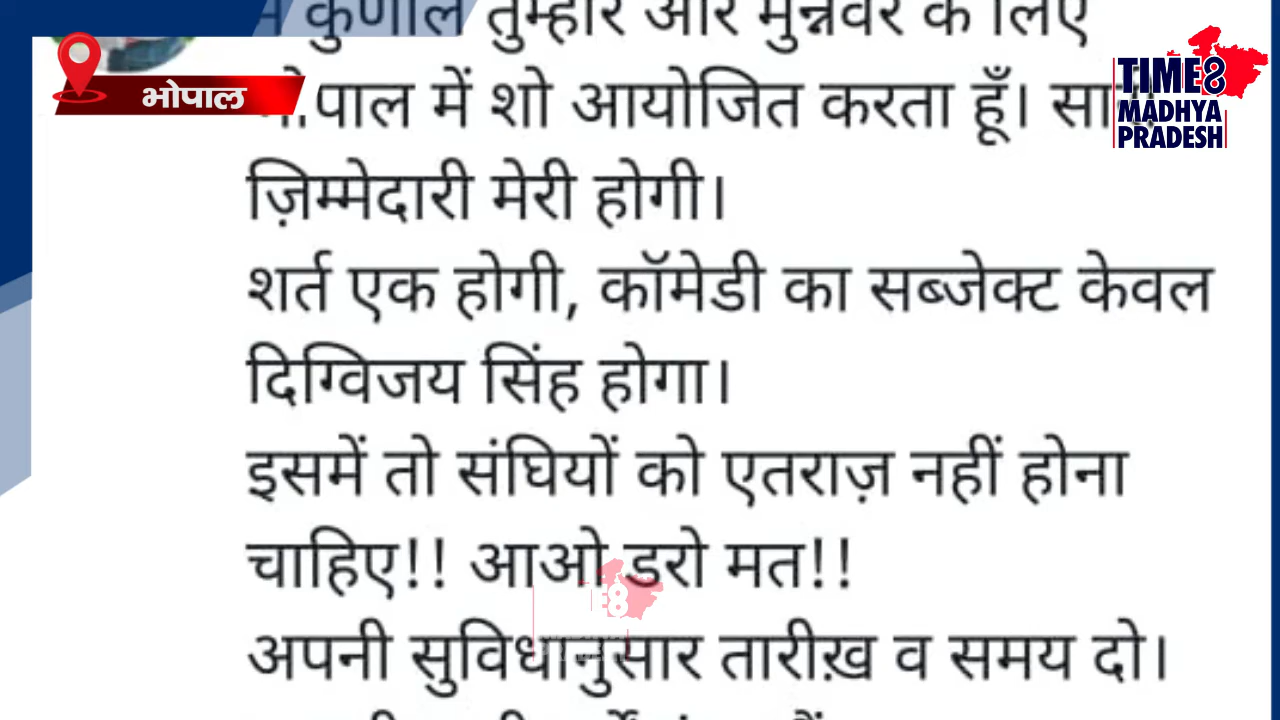 कुणाल तुम्हारे और मुन्नवर के लिए
भोपाल
TIME8
MADHYA
PRADESH
में शो आयोजित करता हूँ।
ज़िम्मेदारी मेरी होगी।
शर्त एक होगी, कॉमेडी का सब्जेक्ट केवल
दिग्विजय सिंह होगा।
इसमें तो संघियों को एतराज़ नहीं होना
चाहिए!! आओ डरो मत!!
अपनी सुविधानुसार तारीख़ व समय दो।